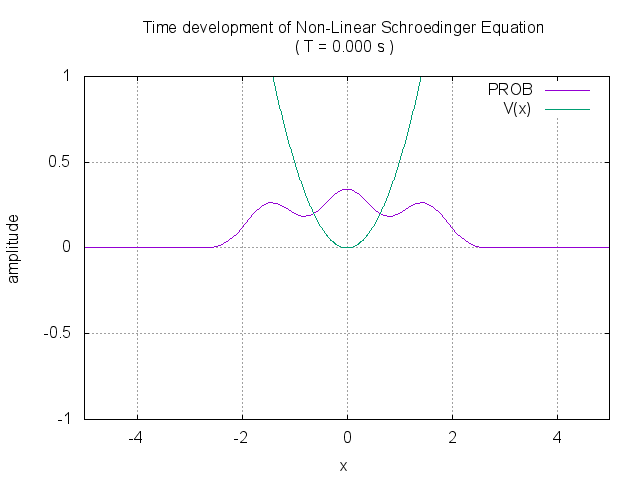 Time development of Non-Linear Schroedinger Equation
( T = 0.000 s )
PROB
V(x)
1
0.5
0
-0.5
-1
amplitude
-4 -2 0 2 4
x